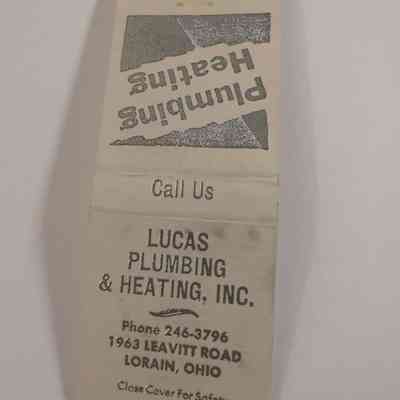 Plumbing
Heating
Call Us
LUCAS
PLUMBING
& HEATING, INC.
Phone 246-3796
1963 LEAVITT ROAD
LORAIN, OHIO
Close Cover For Safety